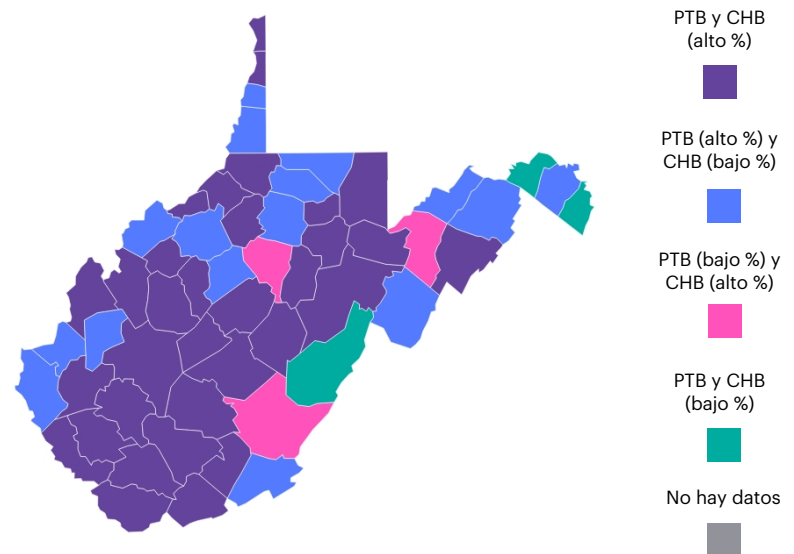 PTB y CHB
(alto %)
PTB (alto %) y
CHB (bajo %)
PTB (bajo %) y
CHB (alto %)
PTB y CHB
(bajo %)
No hay datos